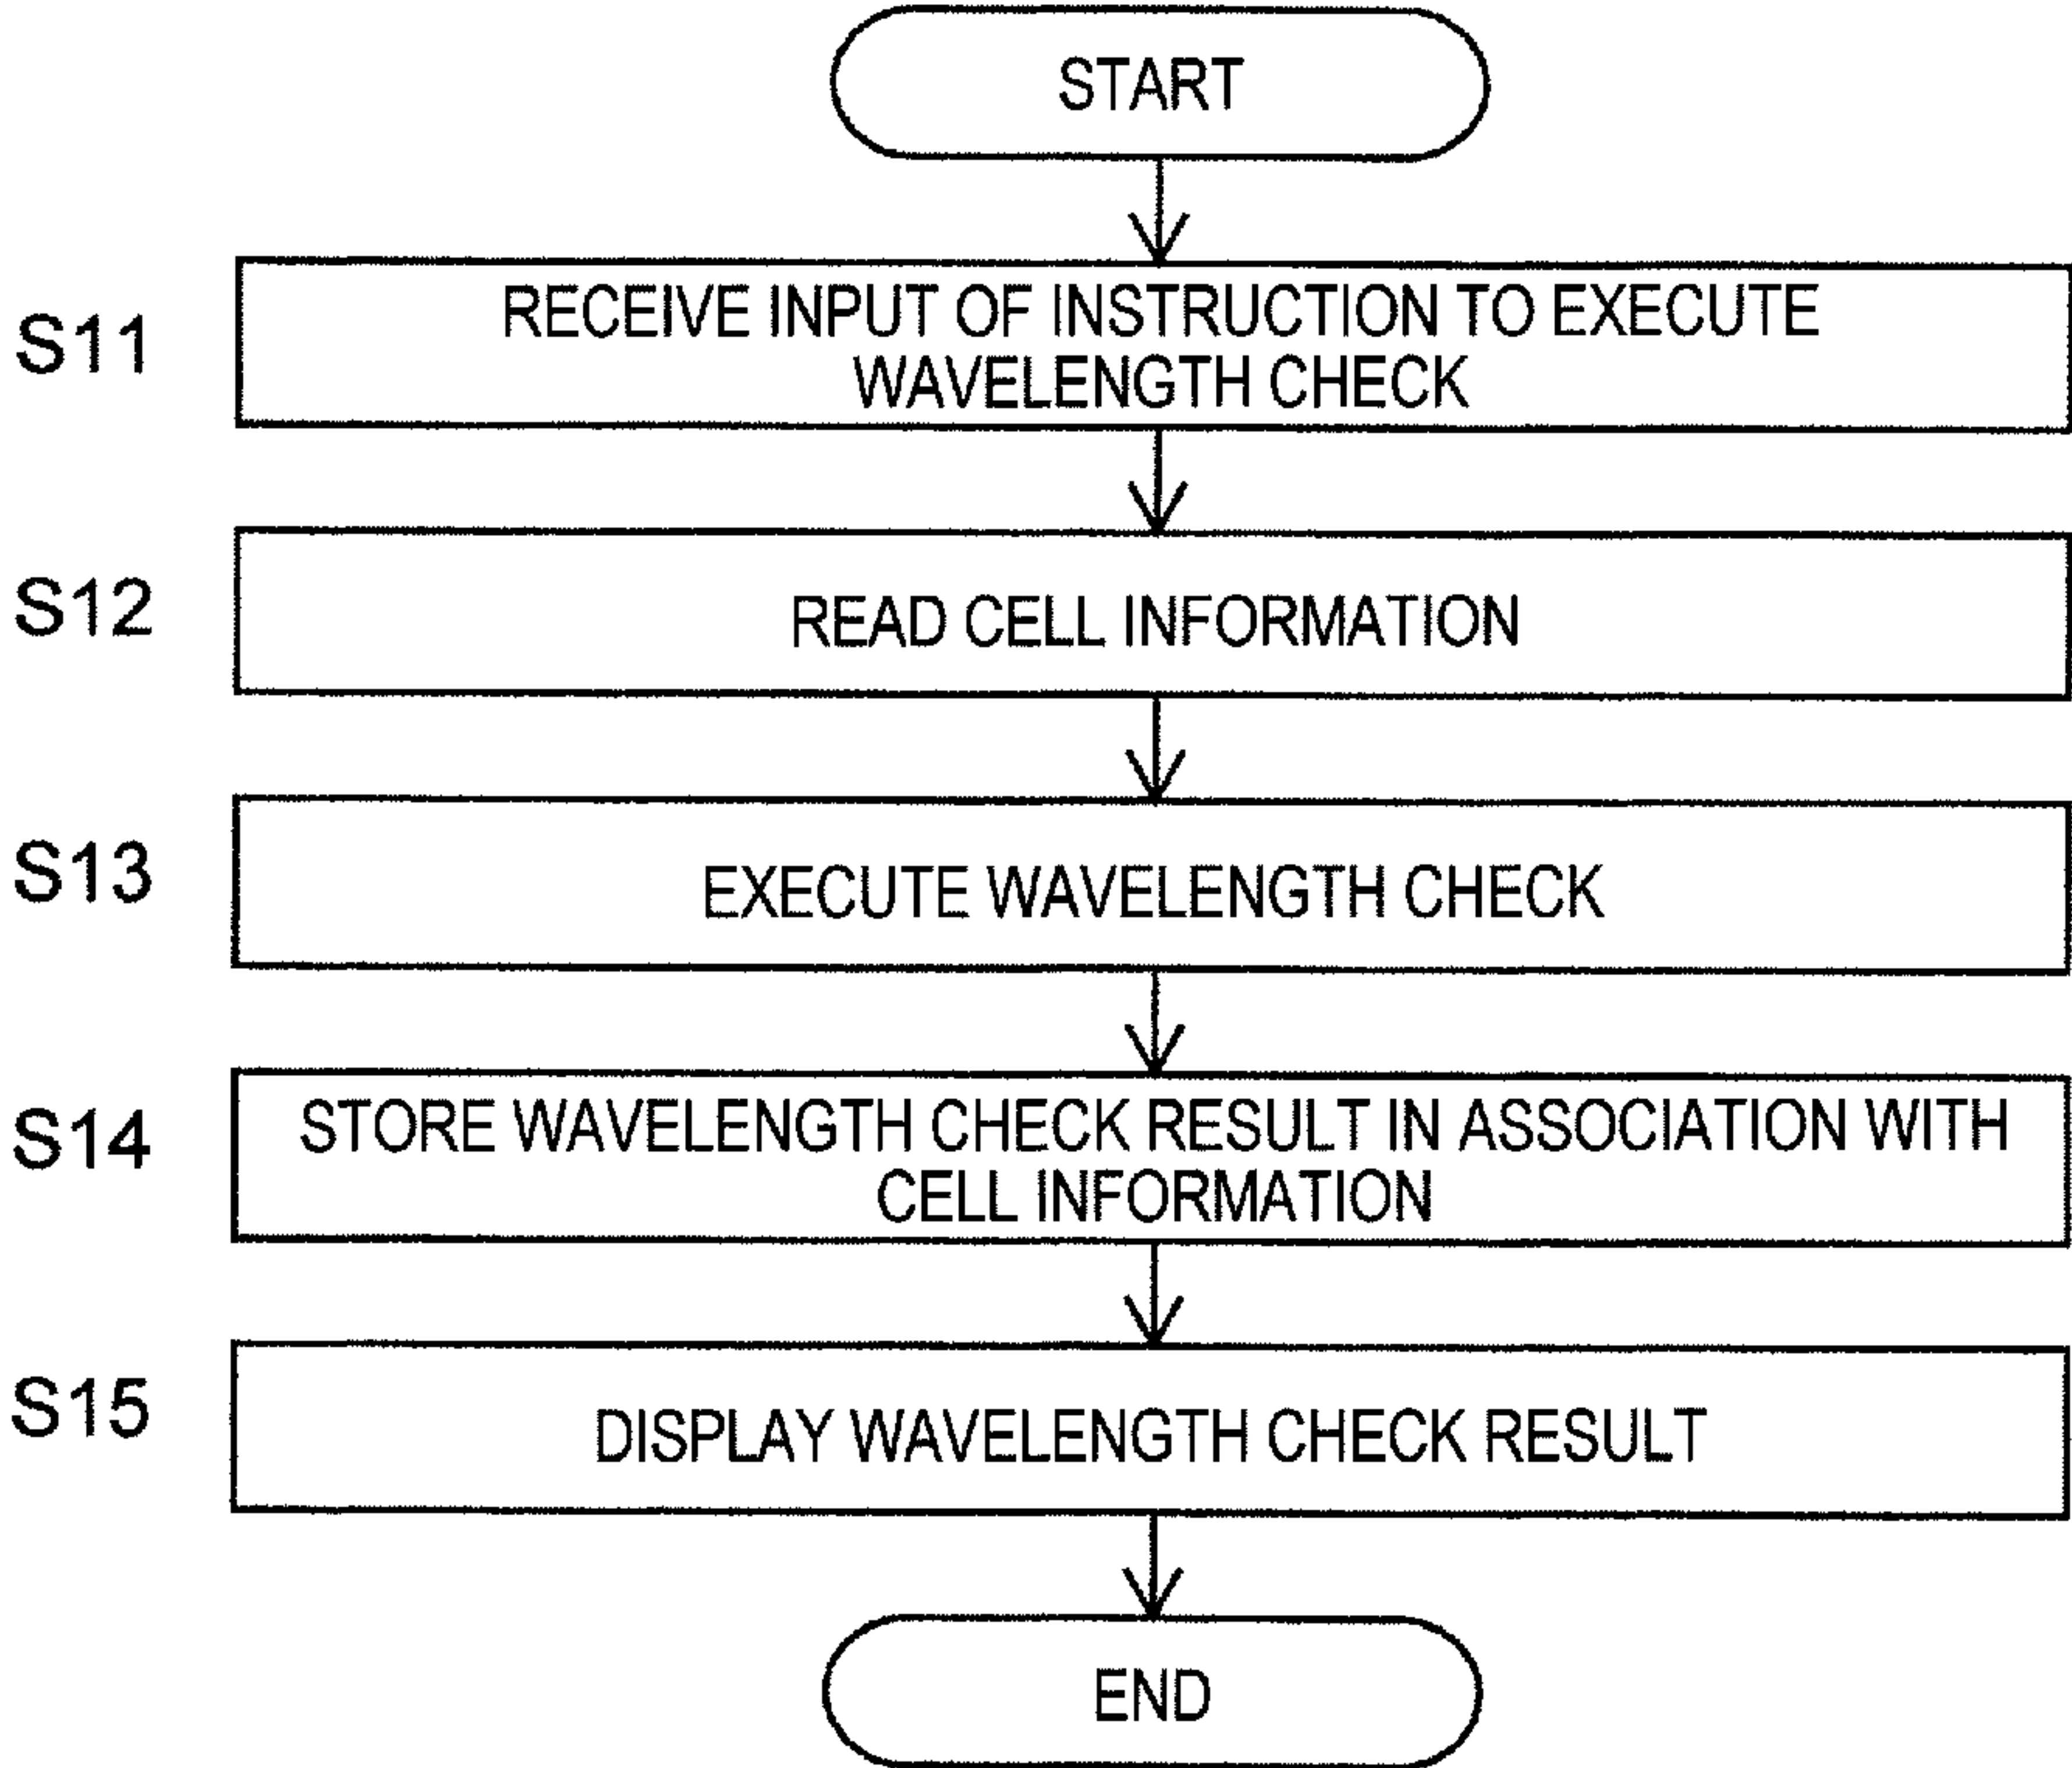 START
S11
RECEIVE INPUT OF INSTRUCTION TO EXECUTE
WAVELENGTH CHECK
S12
READ CELL INFORMATION
S13
EXECUTE WAVELENGTH CHECK
S14
STORE WAVELENGTH CHECK RESULT IN ASSOCIATION WITH
CELL INFORMATION
S15
DISPLAY WAVELENGTH CHECK RESULT
END